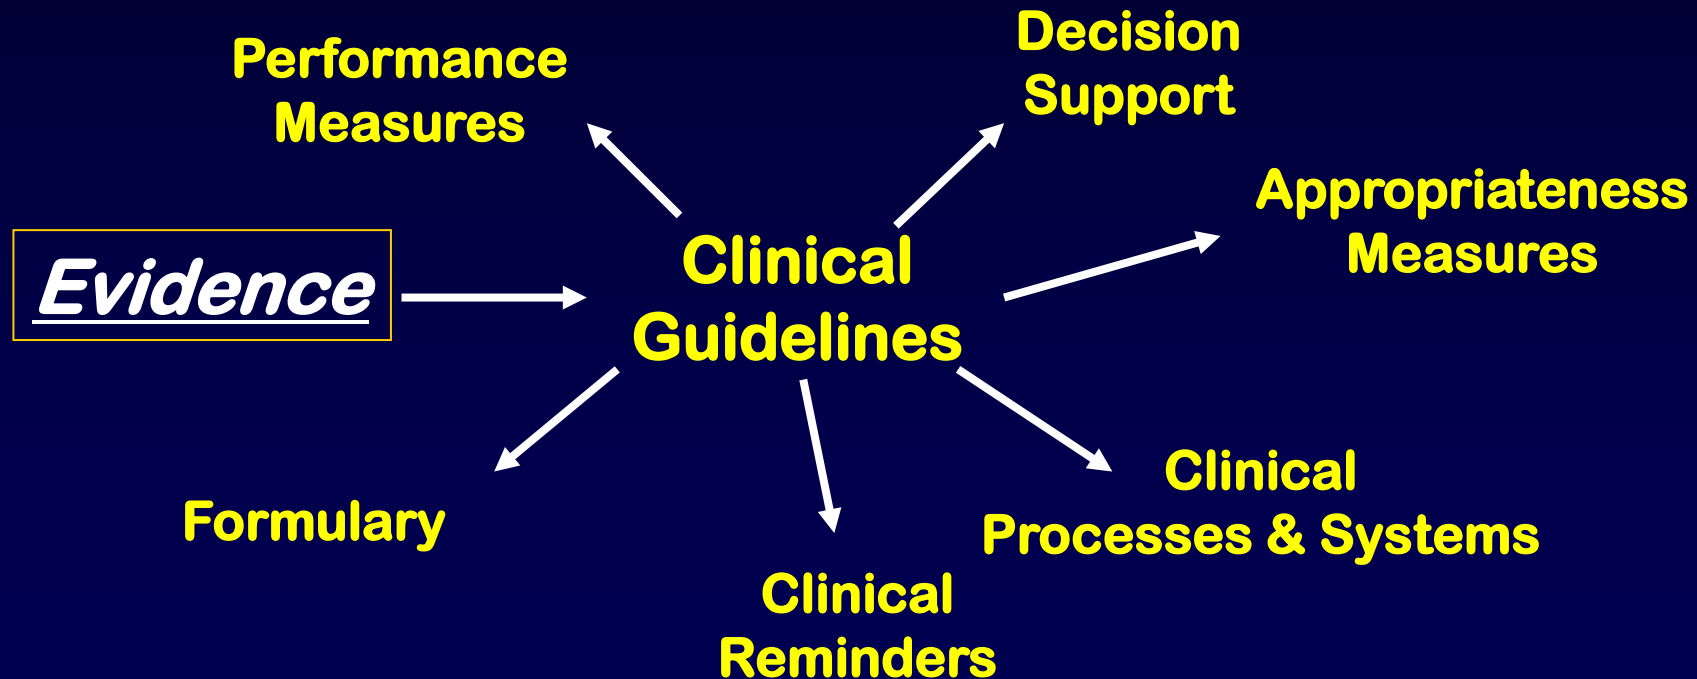 Performance
Measures
Decision
Support
Appropriateness
Measures
Evidence
Clinical
Guidelines
Formulary
Clinical
Processes & Systems
Clinical
Reminders